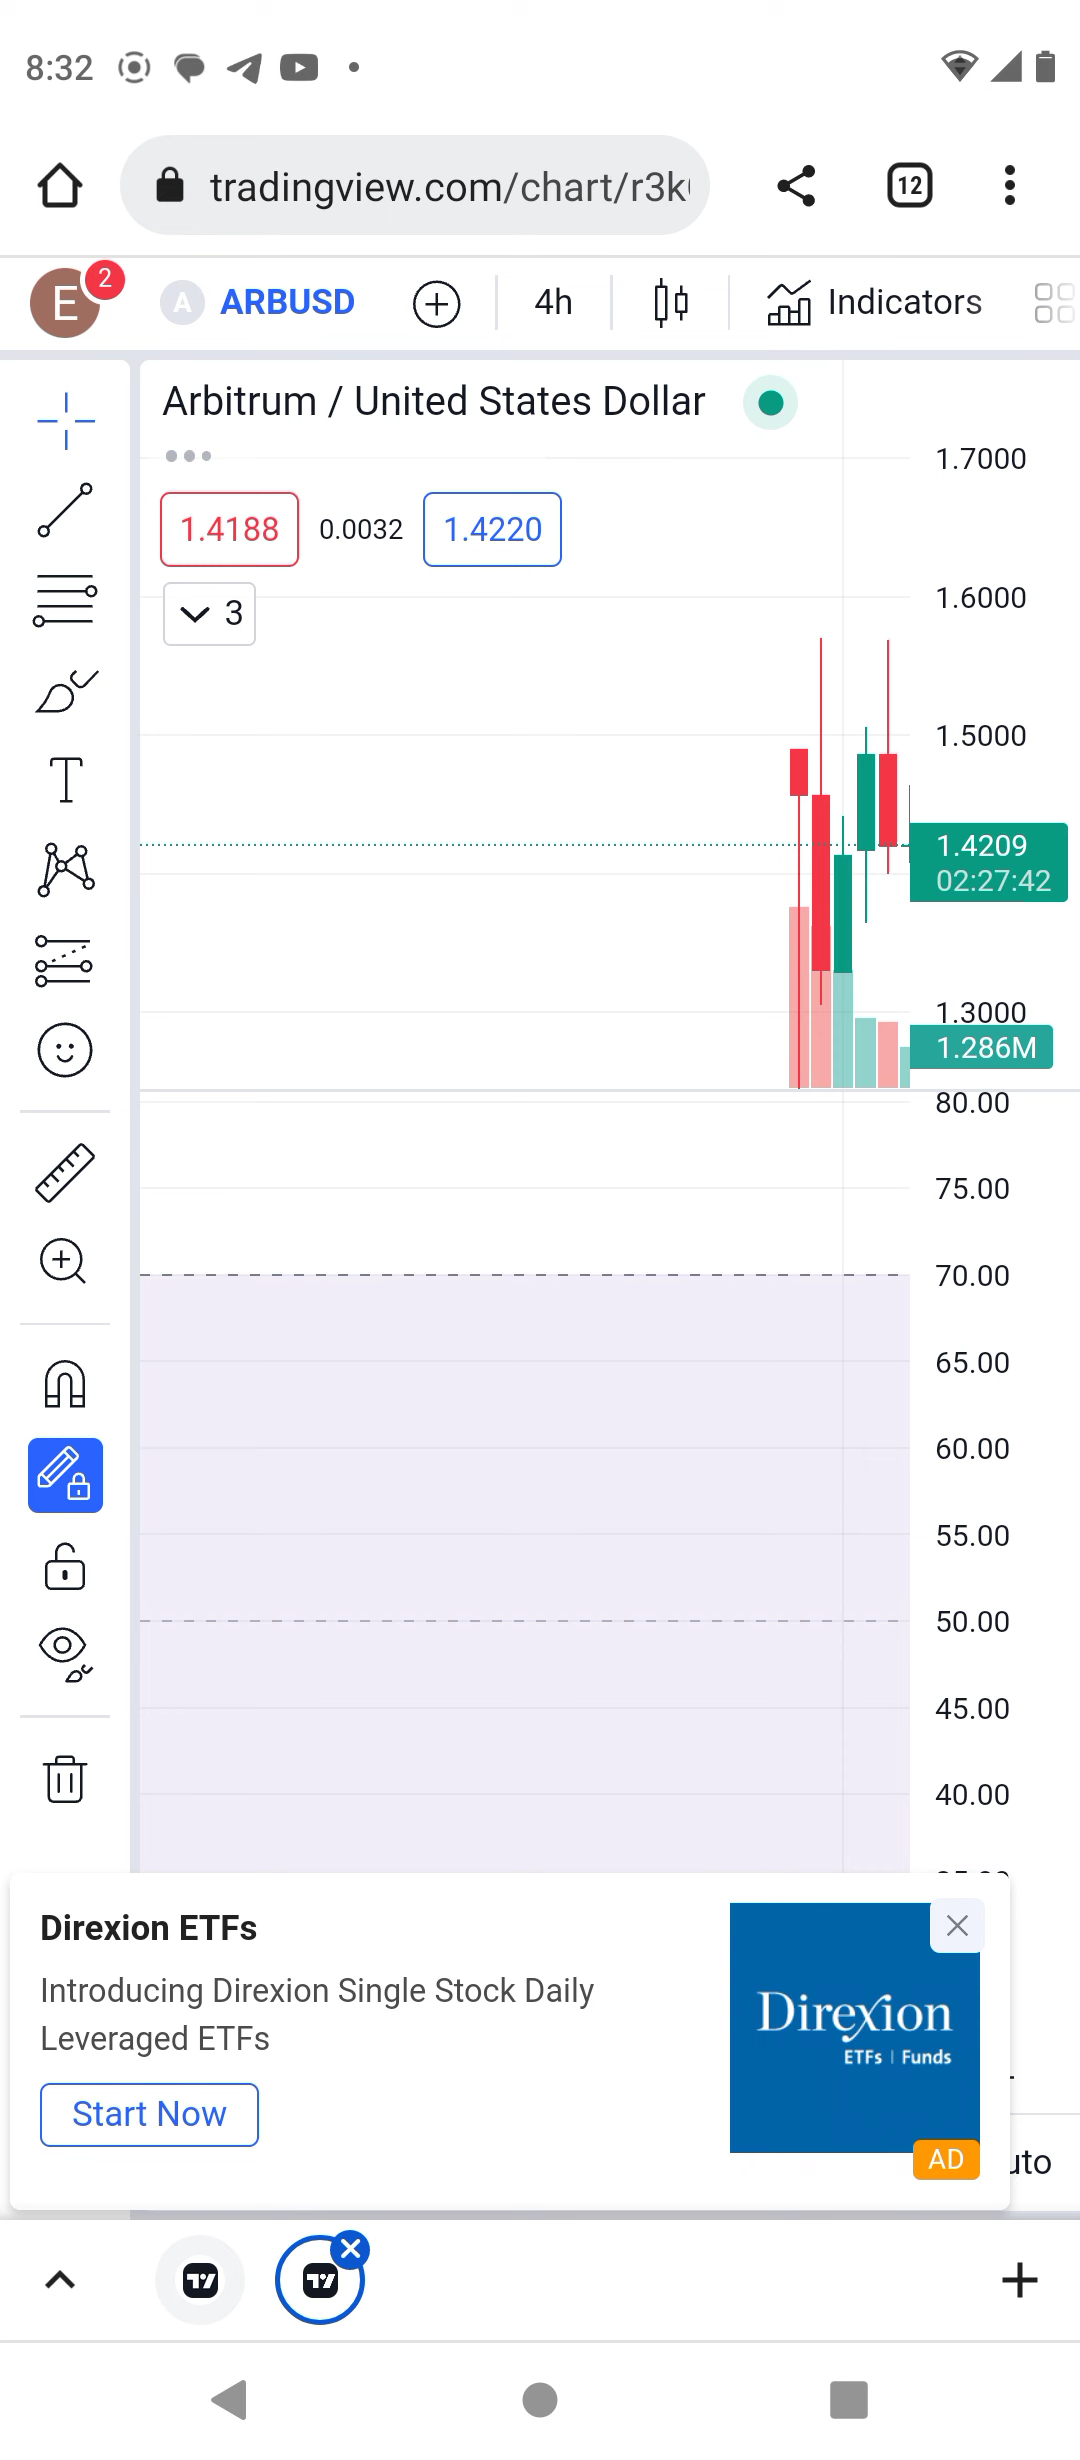 8:32
tradingview.com/chart/r3k
12
E
2
A
ARBUSD
4h
Indicators
Arbitrum / United States Dollar
1.7000
1.4188
0.0032
1.4220
3
1.6000
1.5000
1.4209
02:27:42
1.3000
1.286M
80.00
75.00
70.00
65.00
60.00
55.00
50.00
45.00
40.00
Direxion ETFs
Introducing Direxion Single Stock Daily
Leveraged ETFs
Start Now
Direxion
ETFs | Funds
AD
uto